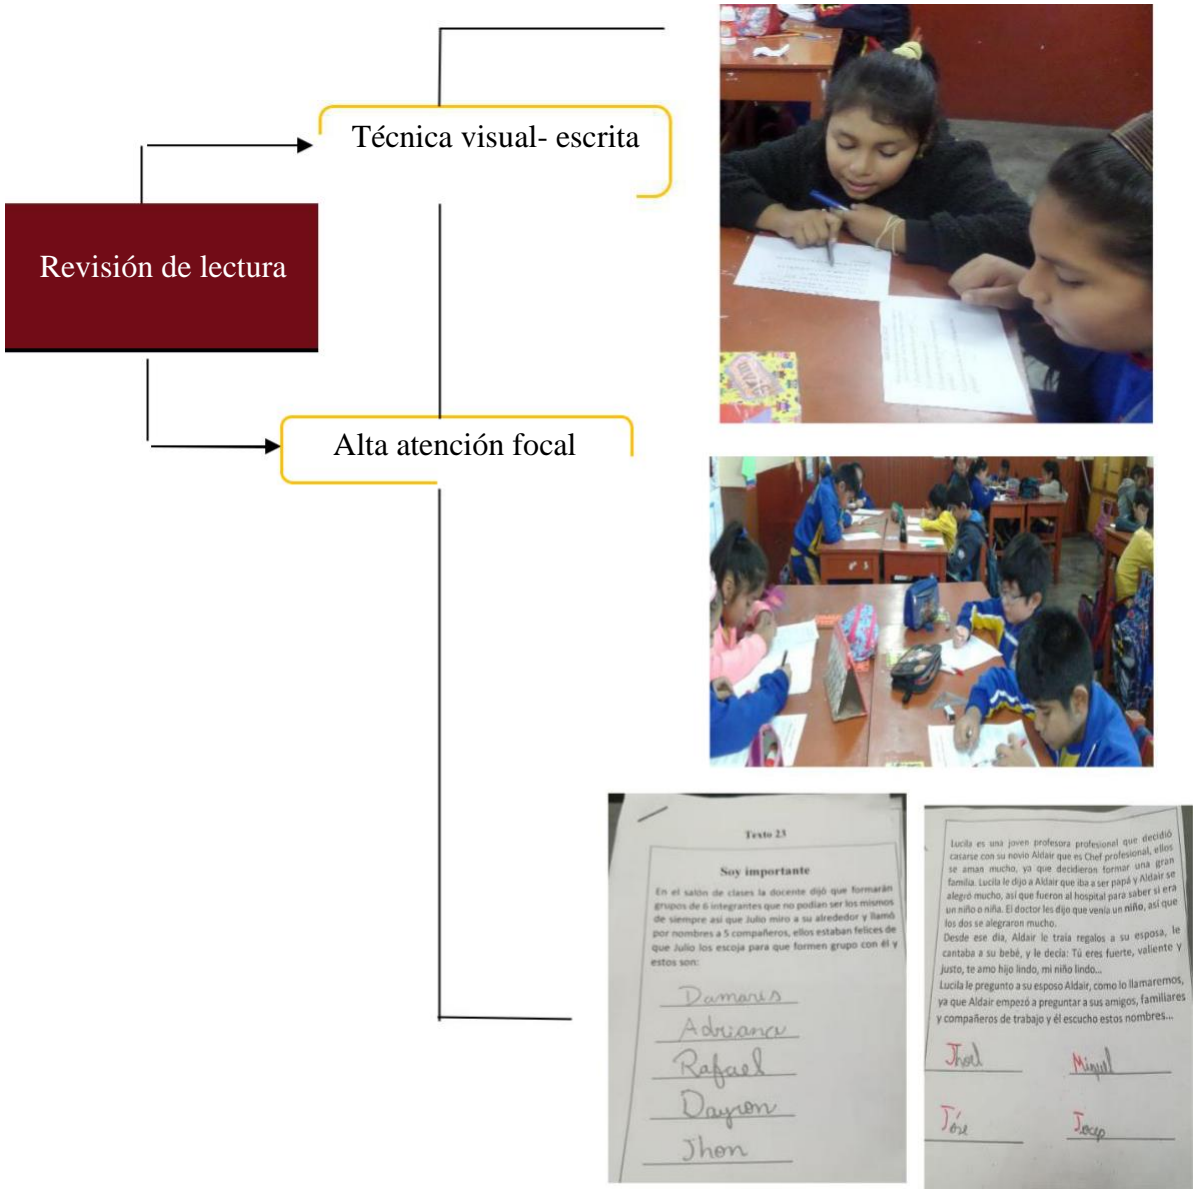 Técnica visual- escrita
Revisión de lectura
Alta atención focal
Texto 23
Soy importante
En el salón de clases la docente dijó que formarán
grupos de 6 integrantes que no podían ser los mismos
de siempre así que Julio miro a su alrededor y llamó
por nombres a 5 compañeros, ellos estaban felices de
que Julio los escoja para que formen grupo con él y
estos son:
Damaris
Adriana
Rafael
Dayron
Jhon
Lucila es una joven profesora profesional que decidió
casarse con su novio Aldair que es Chef profesional, ellos
se aman mucho, ya que decidieron formar una gran
familia. Lucila le dijo a Aldair que iba a ser papá y Aldair se
alegró mucho, así que fueron al hospital para saber si era
un niño o niña. El doctor les dijo que venía un niño, así que
los dos se alegraron mucho.
Desde ese día, Aldair le traía regalos a su esposa, le
cantaba a su bebé, y le decía: Tú eres fuerte, valiente y
justo, te amo hijo lindo, mi niño lindo...
Lucila le pregunto a su esposo Aldair, como lo llamaremos,
ya que Aldair empezó a preguntar a sus amigos, familiares
y compañeros de trabajo y él escucho estos nombres...
Miguel
Jóse
Josep